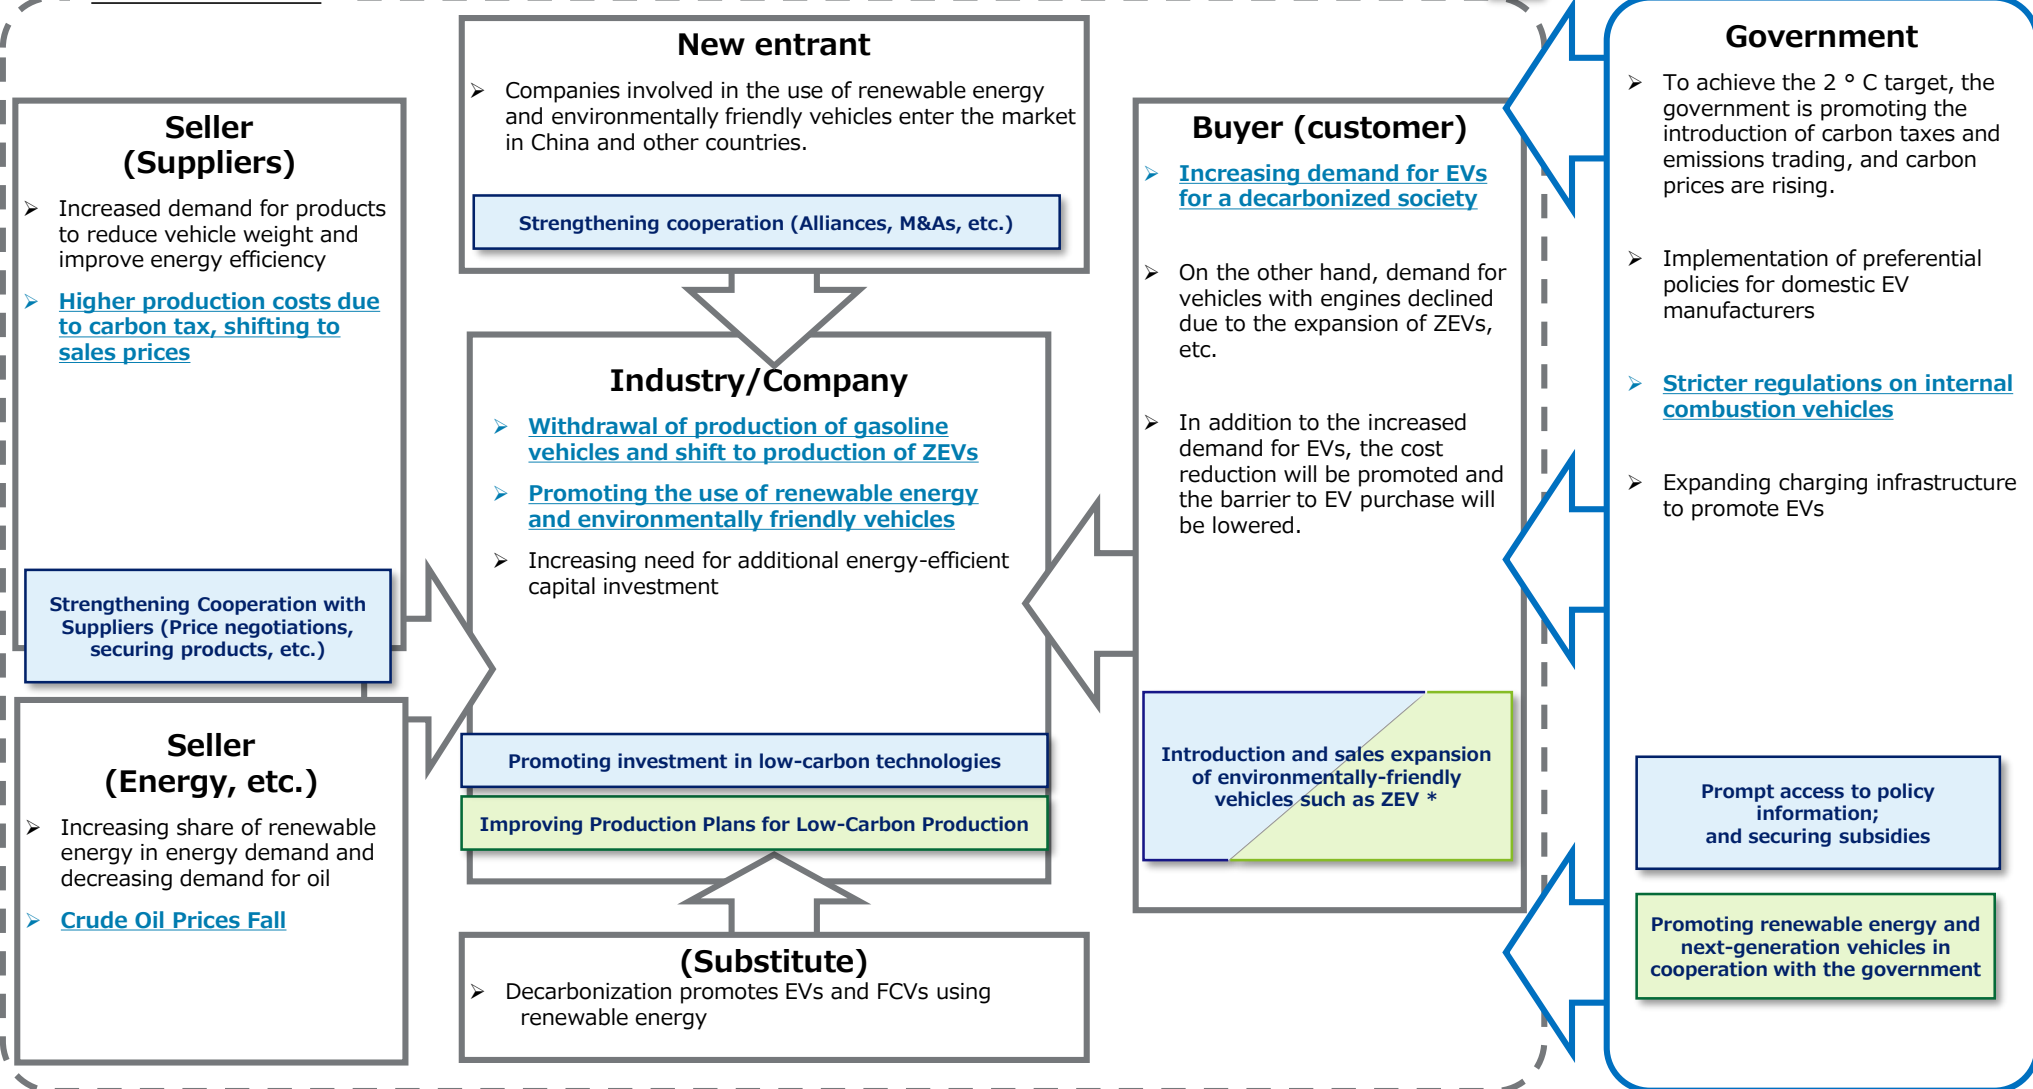 New entrant
➢ Companies involved in the use of renewable energy
and environmentally friendly vehicles enter the market
in China and other countries.
Strengthening cooperation (Alliances, M&As, etc.)
Seller
(Suppliers)
➢ Increased demand for products
to reduce vehicle weight and
improve energy efficiency
➢ Higher production costs due
to carbon tax, shifting to
sales prices
Strengthening Cooperation with
Suppliers (Price negotiations,
securing products, etc.)
Seller
(Energy, etc.)
➢ Increasing share of renewable
energy in energy demand and
decreasing demand for oil
➢ Crude Oil Prices Fall
Industry/Company
➢ Withdrawal of production of gasoline
vehicles and shift to production of ZEVs
➢ Promoting the use of renewable energy
and environmentally friendly vehicles
➢ Increasing need for additional energy-efficient
capital investment
Promoting investment in low-carbon technologies
Improving Production Plans for Low-Carbon Production
(Substitute)
➢ Decarbonization promotes EVs and FCVs using
renewable energy
Buyer (customer)
➢ Increasing demand for EVs
for a decarbonized society
➢ On the other hand, demand for
vehicles with engines declined
due to the expansion of ZEVs,
etc.
➢ In addition to the increased
demand for EVs, the cost
reduction will be promoted and
the barrier to EV purchase will
be lowered.
Introduction and sales expansion
of environmentally-friendly
vehicles such as ZEV *
Government
➢ To achieve the 2 ° C target, the
government is promoting the
introduction of carbon taxes and
emissions trading, and carbon
prices are rising.
➢ Implementation of preferential
policies for domestic EV
manufacturers
➢ Stricter regulations on internal
combustion vehicles
➢ Expanding charging infrastructure
to promote EVs
Prompt access to policy
information;
and securing subsidies
Promoting renewable energy and
next-generation vehicles in
cooperation with the government